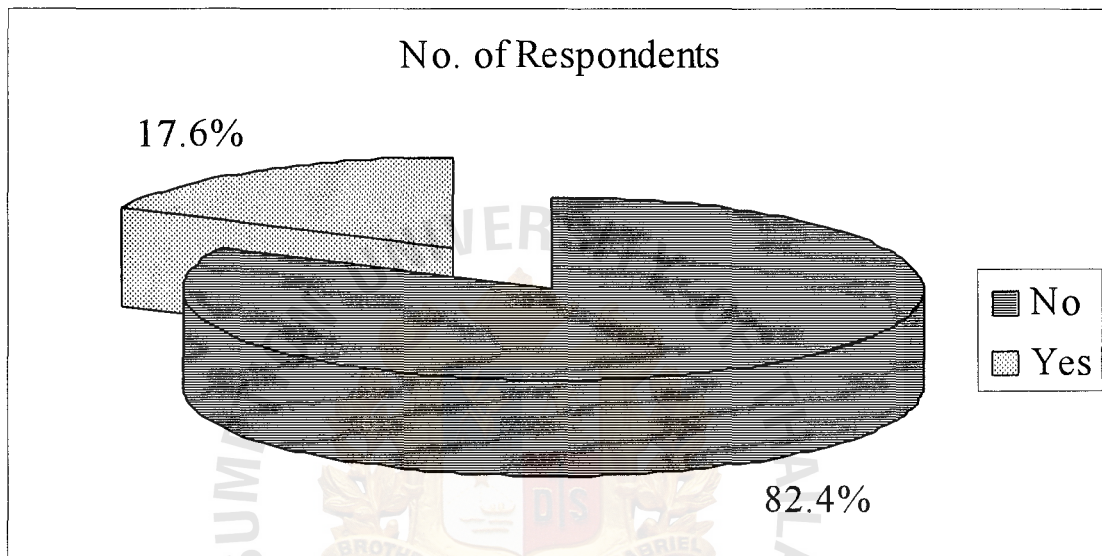 No. of Respondents
17.6%
No
Yes
82.4%